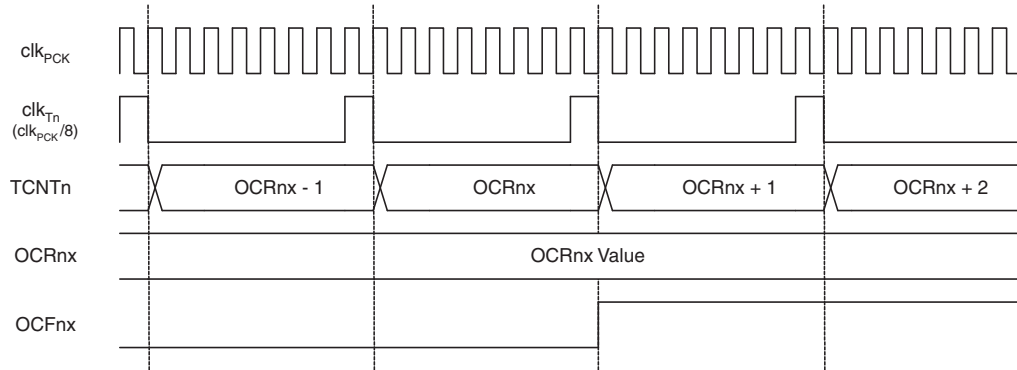 clkPCK
clkTn
(clkPCK/8)
TCNTn
OCRnx - 1
OCRnx
OCRnx + 1
OCRnx + 2
OCRnx
OCRnx Value
OCFnx